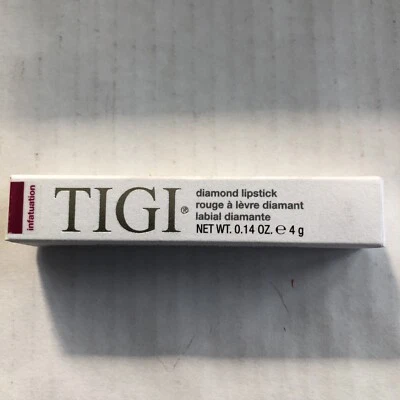 infatuation
TIGI®
diamond lipstick
rouge à lèvre diamant
labial diamante
NET WT. 0.14 OZ. ℮ 4 g